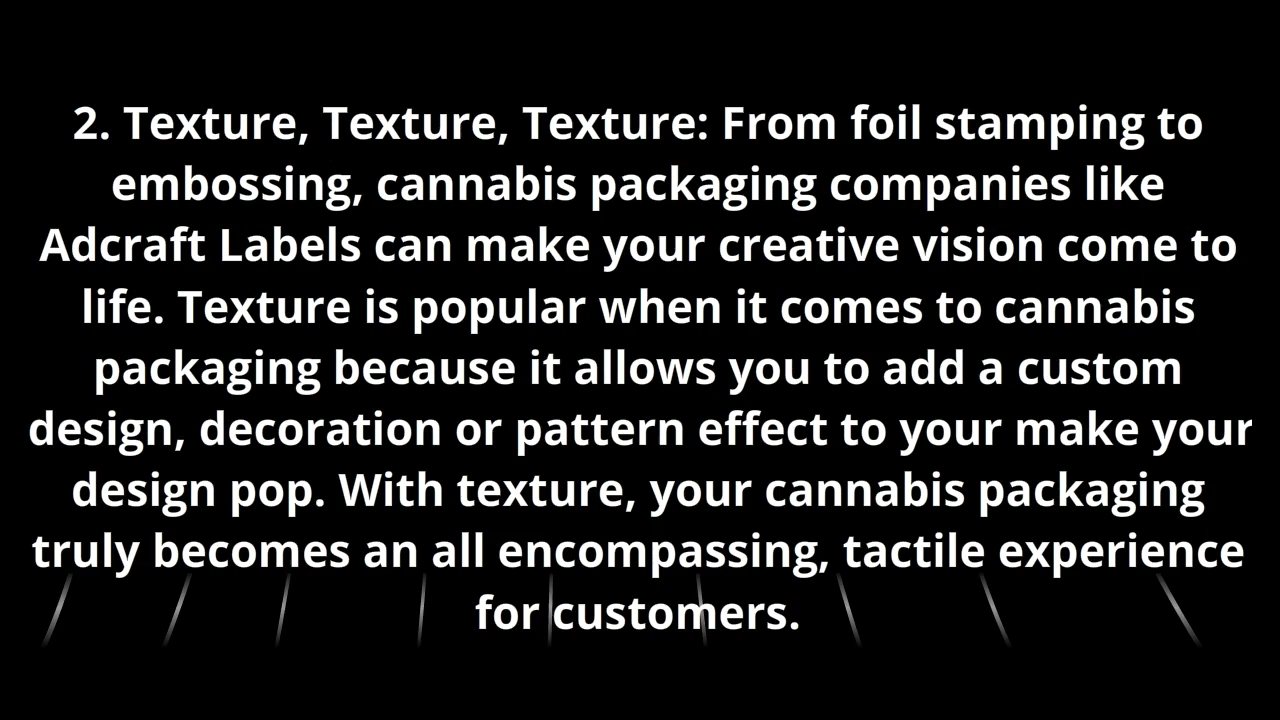 2. Texture, Texture, Texture: From foil stamping to
embossing, cannabis packaging companies like
Adcraft Labels can make your creative vision come to
life. Texture is popular when it comes to cannabis
packaging because it allows you to add a custom
design, decoration or pattern effect to your make your
design pop. With texture, your cannabis packaging
truly becomes an all encompassing, tactile experience
for customers.